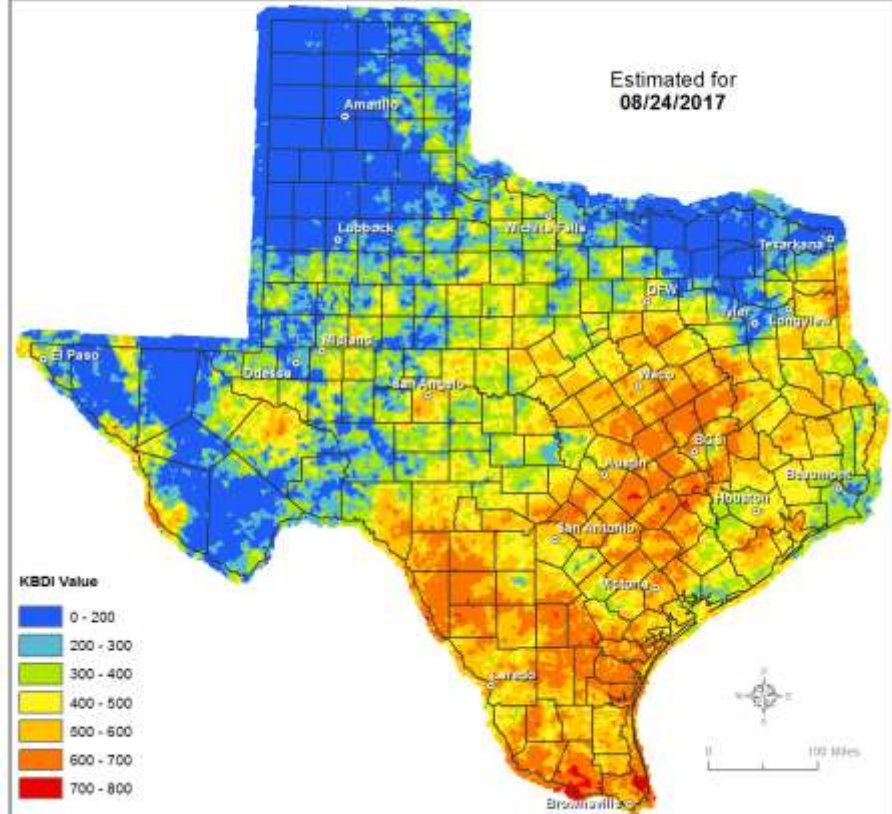 Estimated for
08/24/2017
Amarillo
Lubbock
Wichita Falls
Texarkana
DFW
Tyler
Longview
El Paso
Midland
Odessa
San Angelo
Waco
BCS
Austin
Beaumont
Houston
San Antonio
Victoria
Laredo
Brownsville
KBDI Value
0 - 200
200 - 300
300 - 400
400 - 500
500 - 600
600 - 700
700 - 800
N
W
E
S
0
100 Miles